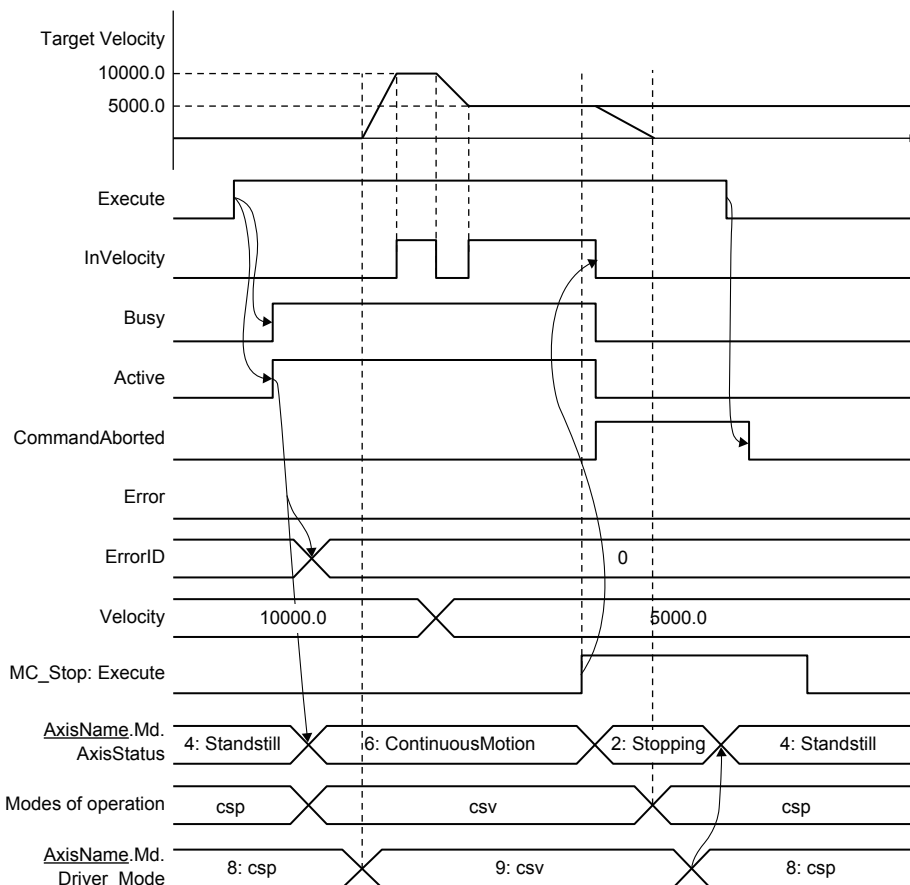 Target Velocity
10000.0
5000.0
Execute
InVelocity
Busy
Active
CommandAborted
Error
ErrorID
0
Velocity
10000.0
5000.0
MC_Stop: Execute
AxisName.Md.
AxisStatus
4: Standstill
6: ContinuousMotion
2: Stopping
4: Standstill
Modes of operation
csp
csv
csp
AxisName.Md.
Driver_Mode
8: csp
9: csv
8: csp